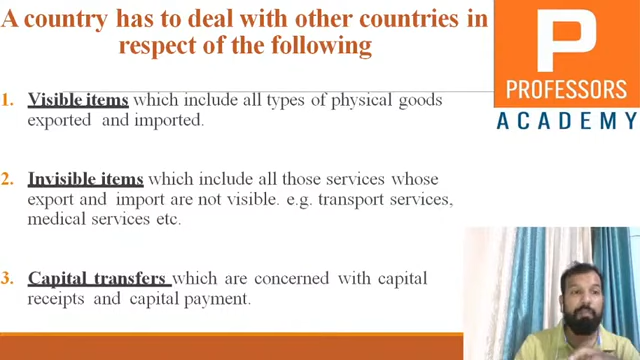 A country has to deal with other countries in
respect of the following
1. Visible items which include all types of physical goods
exported and imported.
2. Invisible items which include all those services whose
export and import are not visible. e.g. transport services,
medical services etc.
3. Capital transfers which are concerned with capital
receipts and capital payment.
P
PROFESSORS
ACADEMY